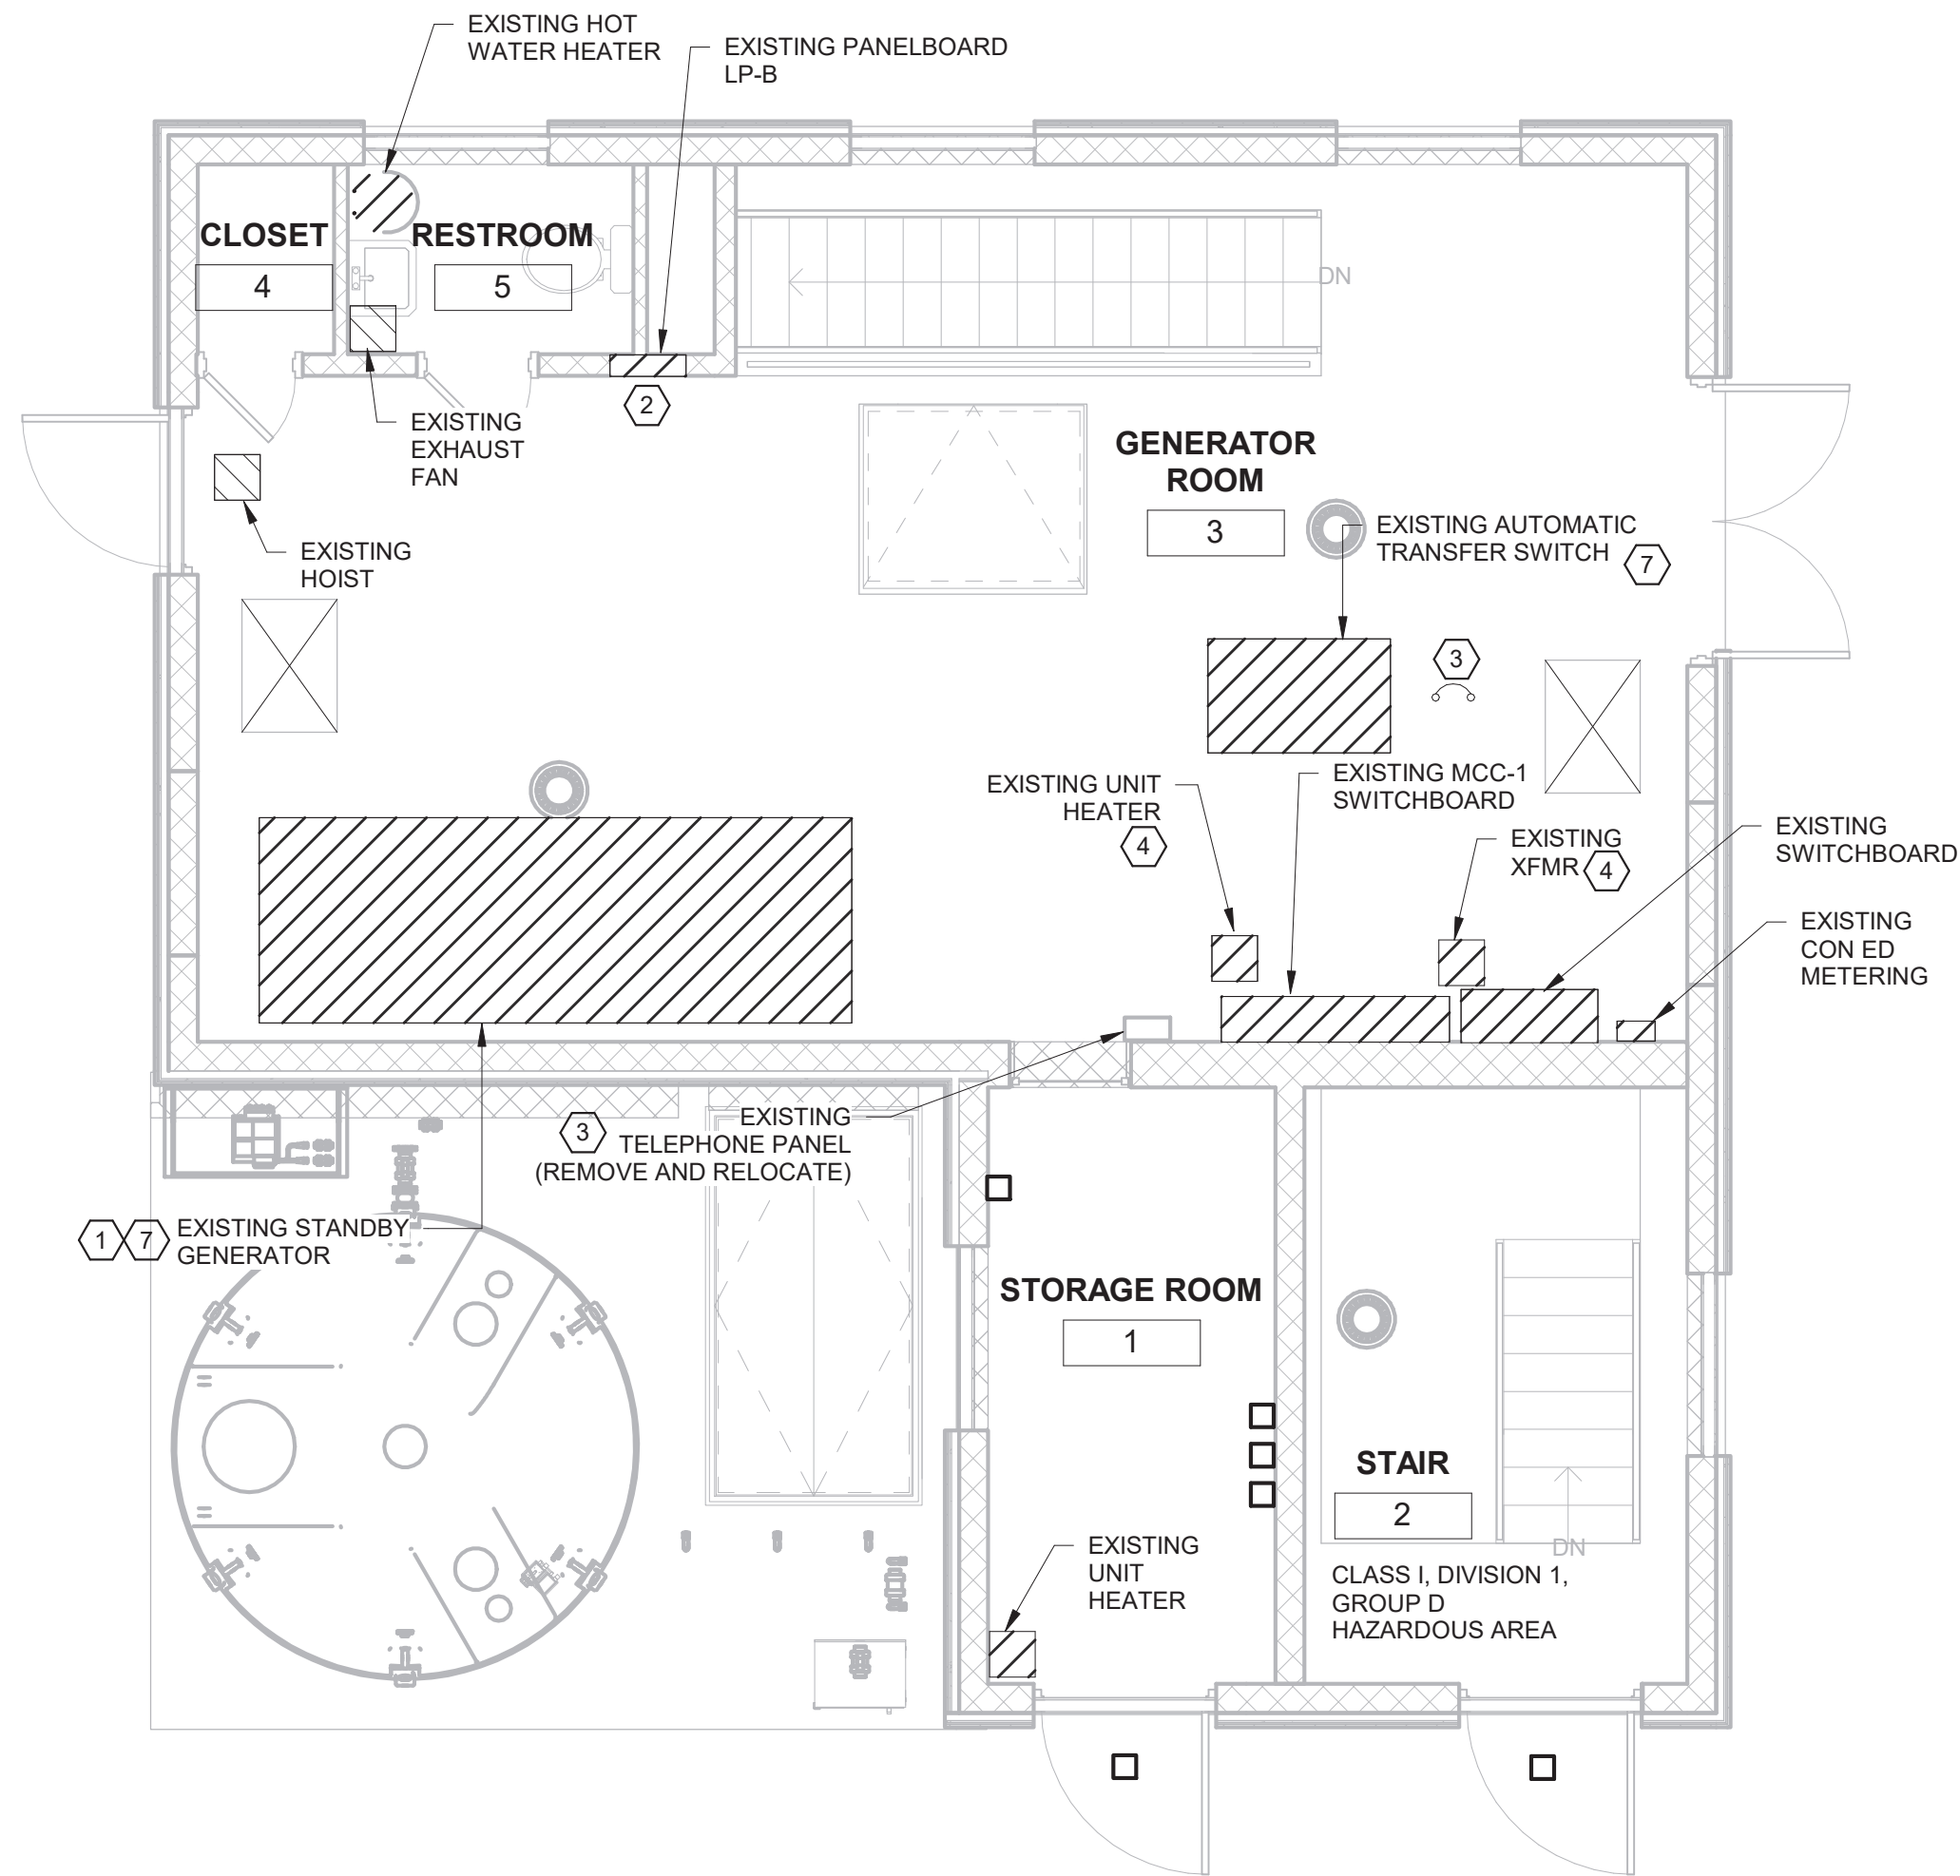 EXISTING HOT
WATER HEATER
EXISTING PANELBOARD
LP-B
CLOSET
4
RESTROOM
5
DN
2
EXISTING
EXHAUST
FAN
GENERATOR
ROOM
3
EXISTING AUTOMATIC
TRANSFER SWITCH
7
EXISTING
HOIST
3
EXISTING UNIT
HEATER
4
EXISTING MCC-1
SWITCHBOARD
EXISTING
XFMR
4
EXISTING
SWITCHBOARD
EXISTING
CON ED
METERING
3
EXISTING
TELEPHONE PANEL
(REMOVE AND RELOCATE)
1
7
EXISTING STANDBY
GENERATOR
STORAGE ROOM
1
STAIR
2
DN
EXISTING
UNIT
HEATER
CLASS I, DIVISION 1,
GROUP D
HAZARDOUS AREA